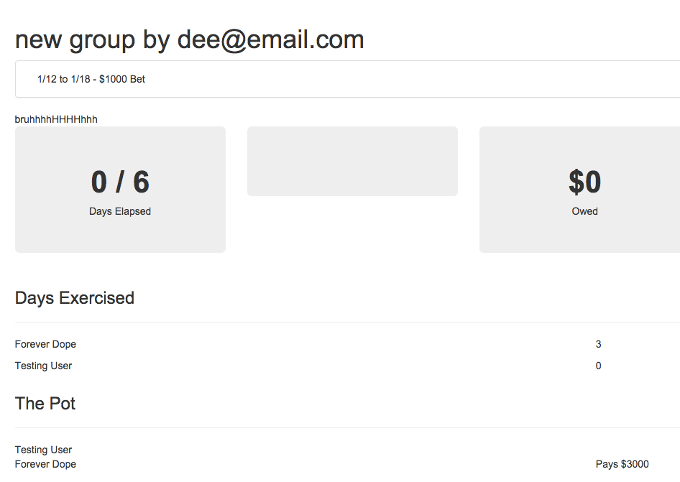 new group by dee@email.com
1/12 to 1/18 - $1000 Bet
bruhhhhHHHHhhh
0 / 6
Days Elapsed
$0
Owed
Days Exercised
Forever Dope 3
Testing User 0
The Pot
Testing User
Forever Dope Pays $3000